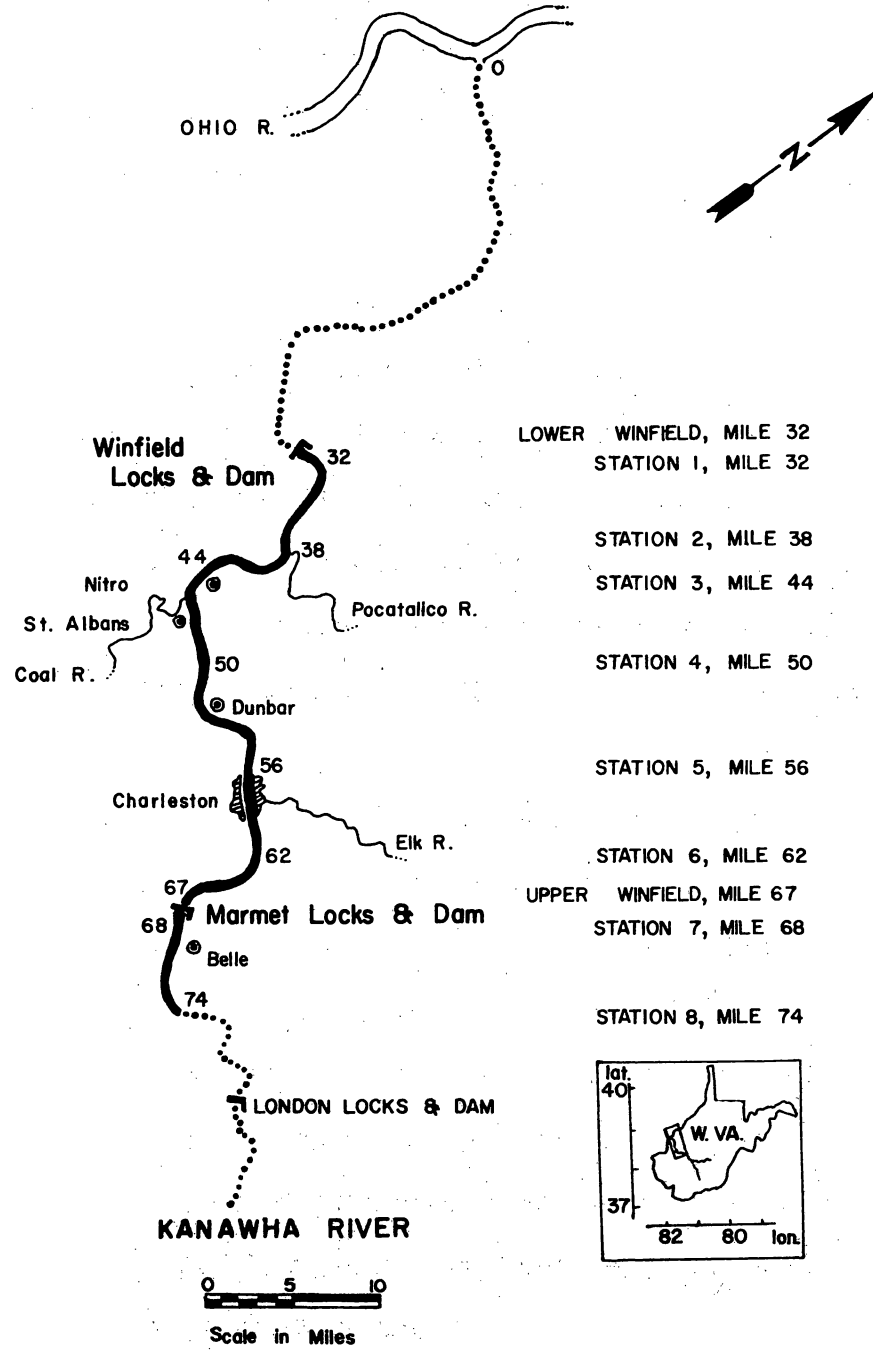 O
OHIO R.
N
Winfield
Locks & Dam
32
LOWER WINFIELD, MILE 32
STATION 1, MILE 32
38
STATION 2, MILE 38
44
Nitro
STATION 3, MILE 44
Pocatalico R.
St. Albans
Coal R.
50
STATION 4, MILE 50
Dunbar
56
STATION 5, MILE 56
Charleston
Elk R.
62
STATION 6, MILE 62
67
UPPER WINFIELD, MILE 67
Marmet Locks & Dam
68
STATION 7, MILE 68
Belle
74
STATION 8, MILE 74
LONDON LOCKS & DAM
lat.
40
W. VA.
37
82 80 lon.
KANAWHA RIVER
0 5 10
Scale in Miles